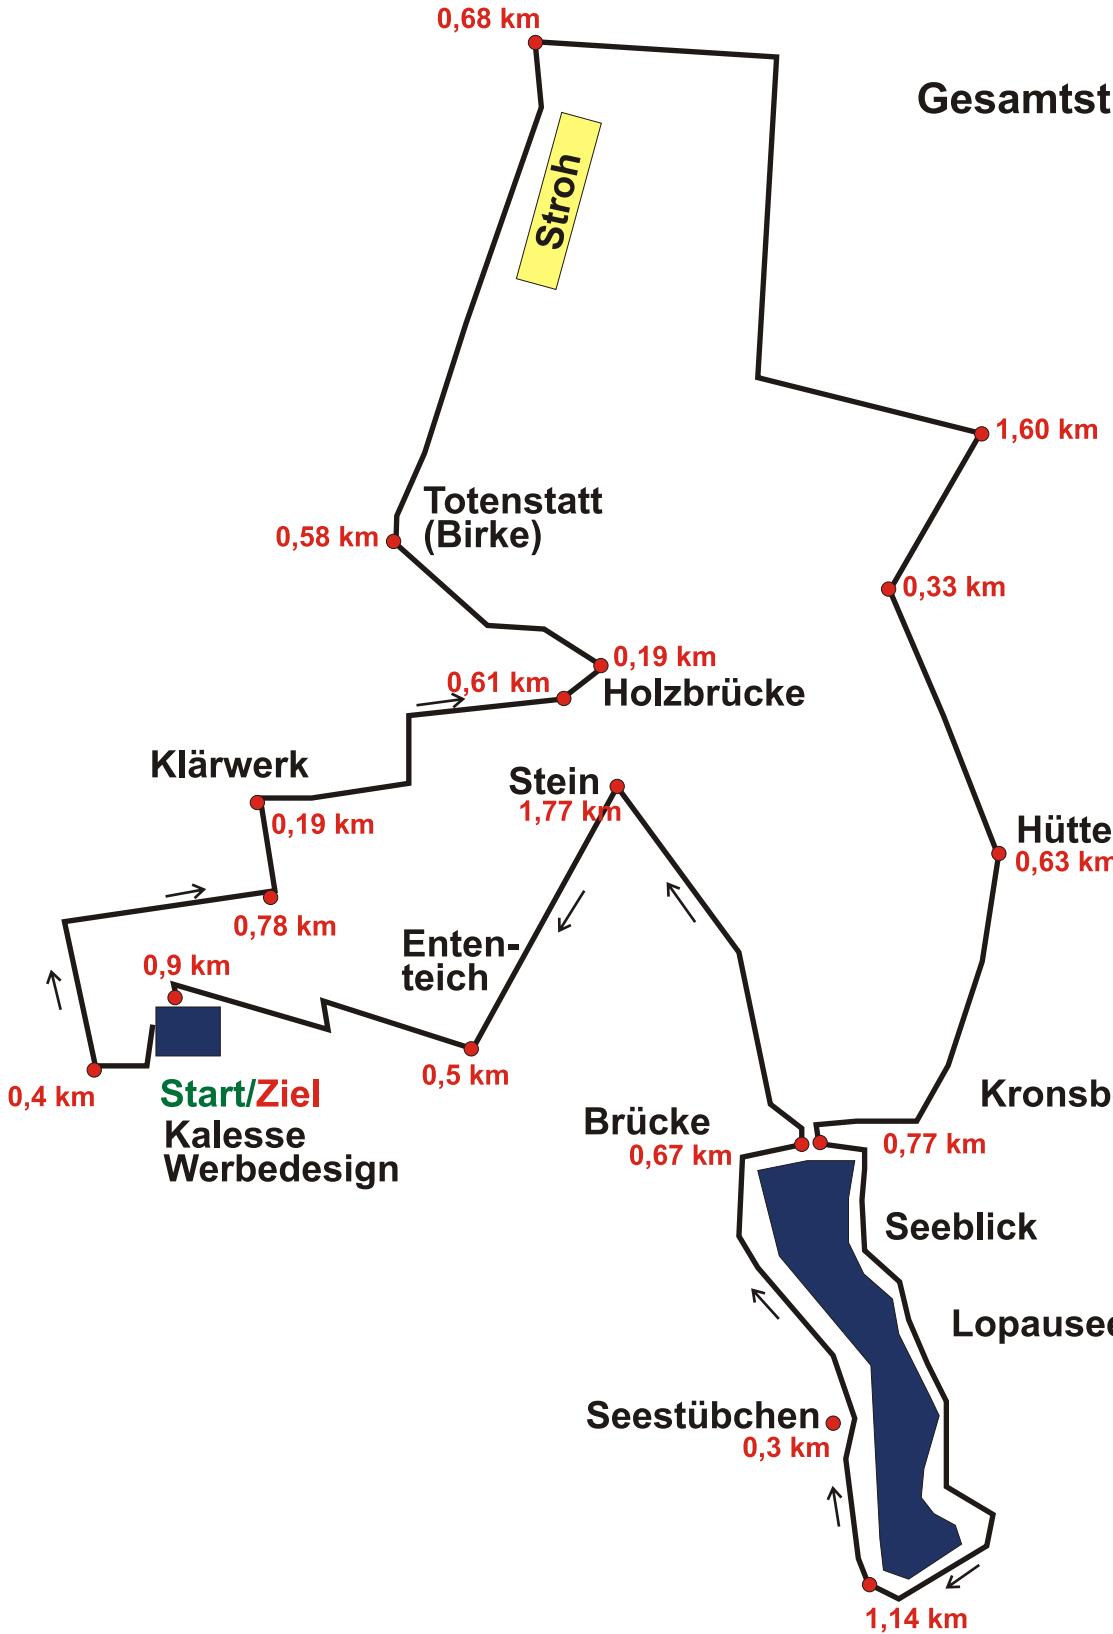 0,68 km
Gesamtst
Stroh
1,60 km
Totenstatt
(Birke)
0,58 km
0,33 km
0,19 km
0,61 km
Holzbrücke
Klärwerk
Stein
1,77 km
0,19 km
Hütte
0,63 km
0,78 km
Enten-
teich
0,9 km
0,5 km
0,4 km
Start/Ziel
Kalesse
Werbedesign
Kronsb
Brücke
0,67 km
0,77 km
Seeblick
Lopausee
Seestübchen
0,3 km
1,14 km